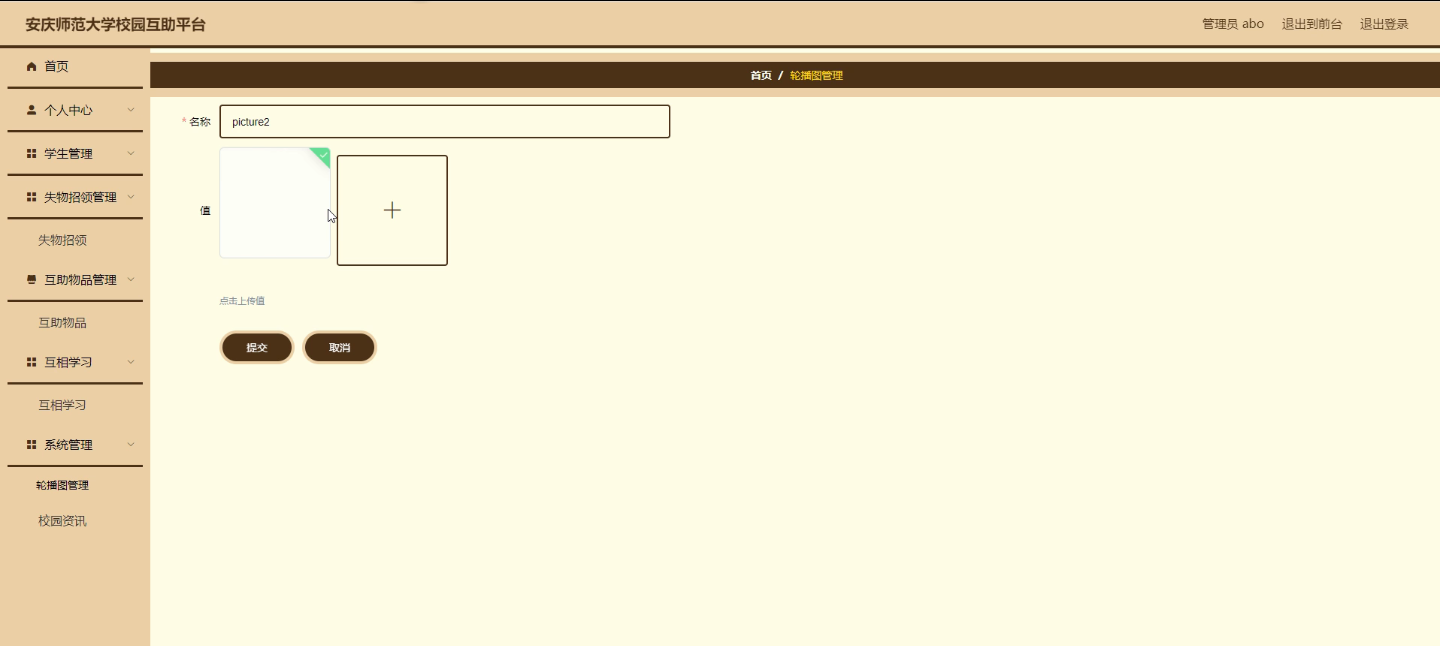 安庆师范大学校园互助平台
管理员 abo 退出到前台 退出登录
首页
个人中心
学生管理
失物招领管理
失物招领
互助物品管理
互助物品
互相学习
互相学习
系统管理
轮播图管理
校园资讯
首页 / 轮播图管理
* 名称 picture2
值
点击上传值
提交 取消